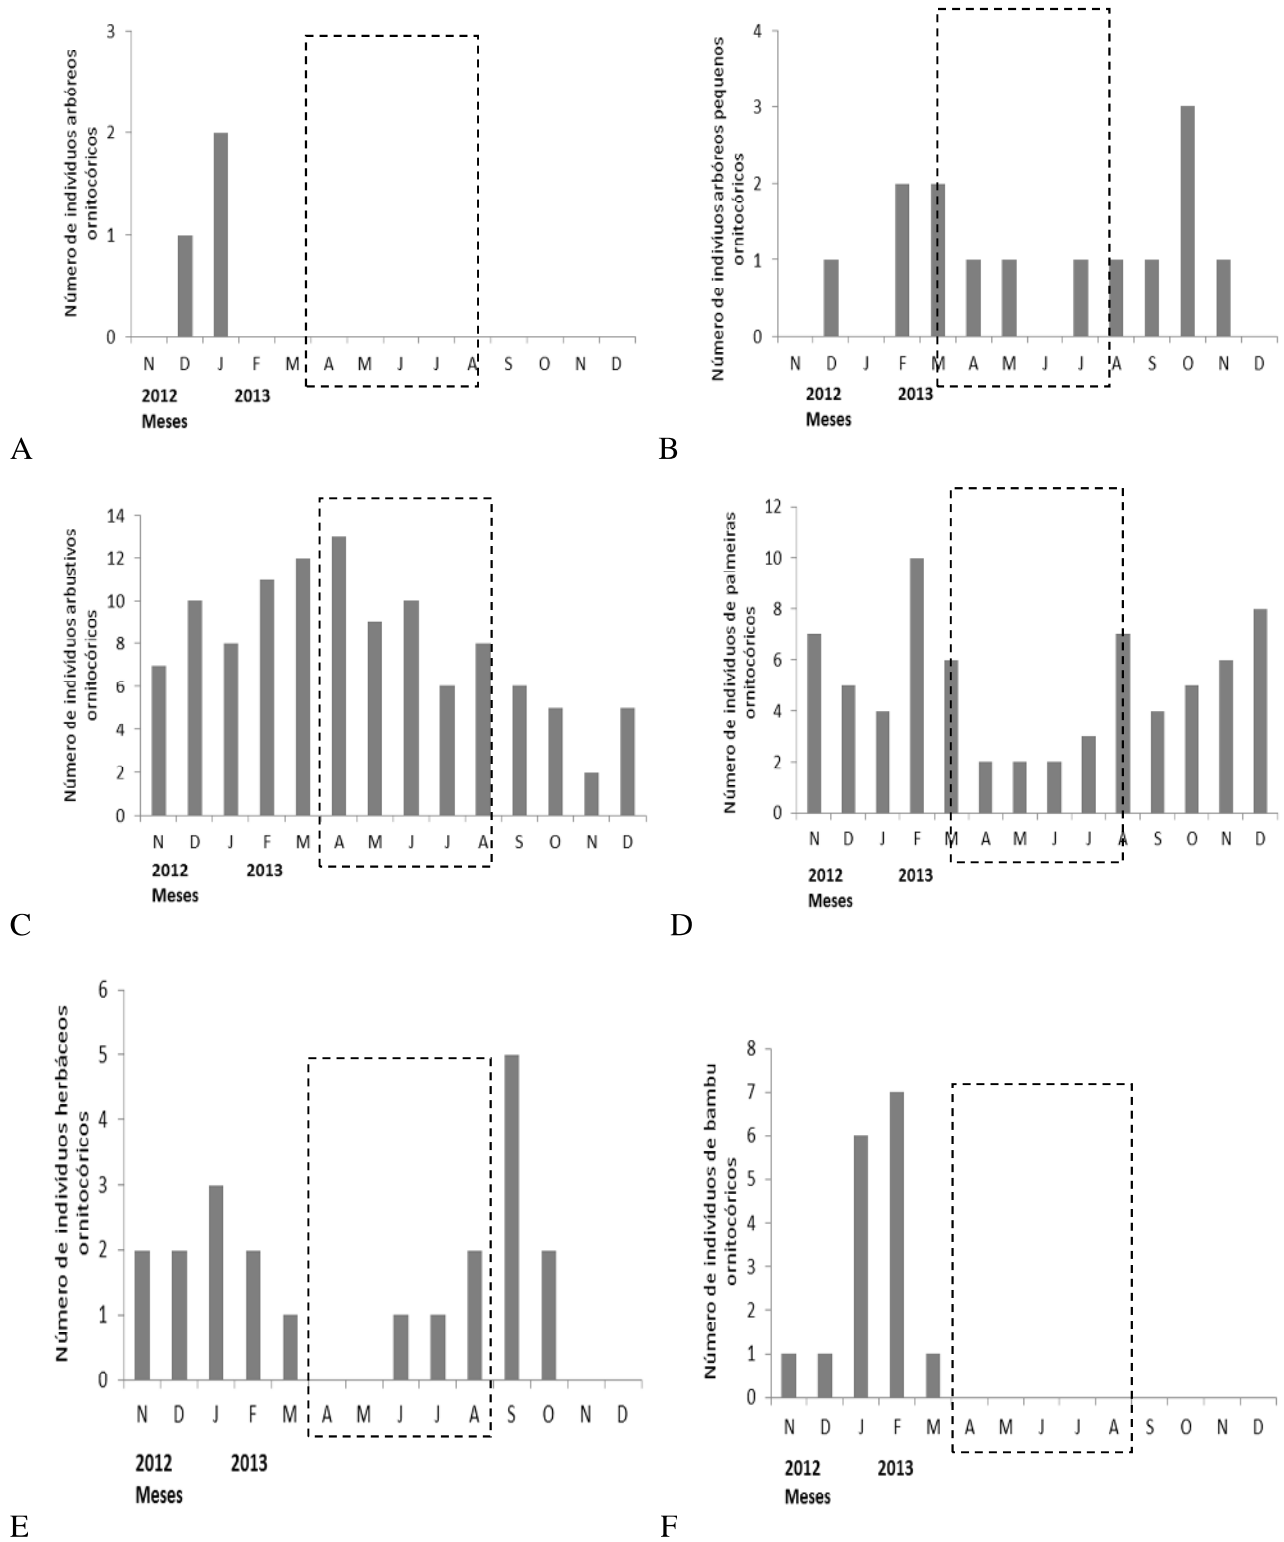 Número de indivíduos arbóreos
ornitocóricos
3
2
1
0
N D J F M A M J J A S O N D
2012 2013
Meses
A
Número de indivíuos arbóreos pequenos
ornitocóricos
4
3
2
1
0
N D J F M A M J J A S O N D
2012 2013
Meses
B
Número de indivíduos arbustivos
ornitocóricos
14
12
10
8
6
4
2
0
N D J F M A M J J A S O N D
2012 2013
Meses
C
Número de indivíduos de palmeiras
ornitocóricos
12
10
8
6
4
2
0
N D J F M A M J J A S O N D
2012 2013
Meses
D
Número de indivíduos herbáceos
ornitocóricos
6
5
4
3
2
1
0
N D J F M A M J J A S O N D
2012 2013
Meses
E
Número de indivíduos de bambu
ornitocóricos
8
7
6
5
4
3
2
1
0
N D J F M A M J J A S O N D
2012 2013
Meses
F